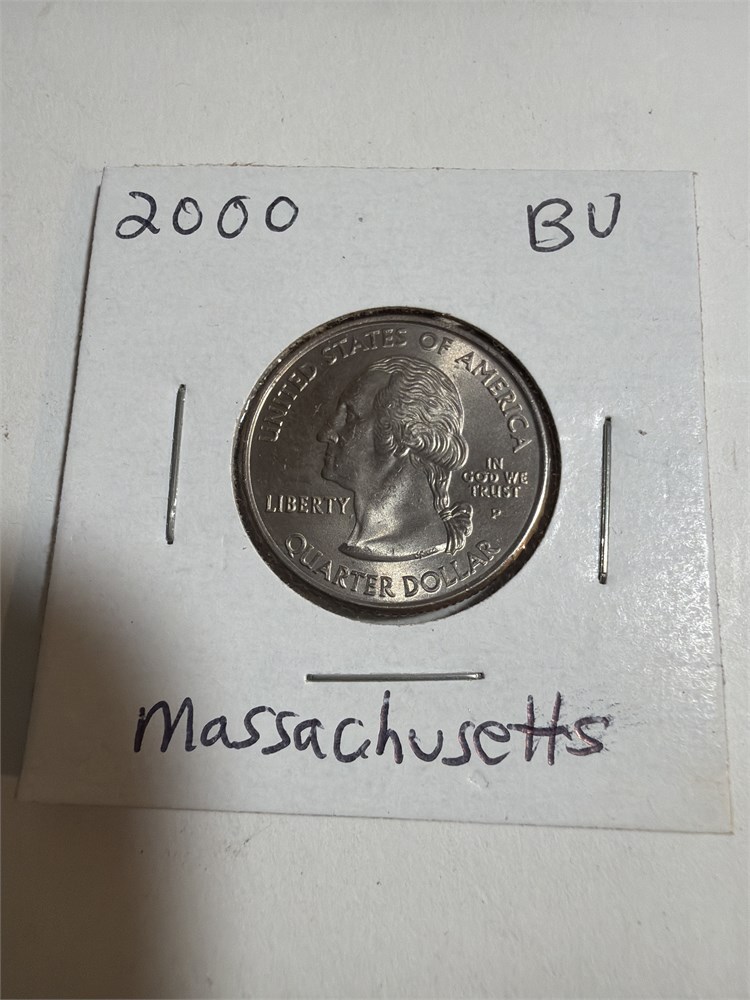 2000 BU
UNITED STATES OF AMERICA
IN
GOD WE
TRUST
LIBERTY
P
QUARTER DOLLAR
Massachusetts